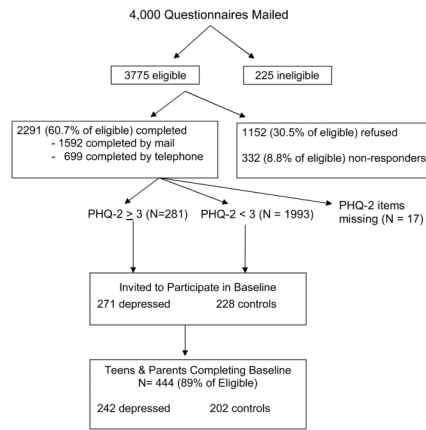 4,000 Questionnaires Mailed
3775 eligible
225 ineligible
2291 (60.7% of eligible) completed
- 1592 completed by mail
- 699 completed by telephone
1152 (30.5% of eligible) refused
332 (8.8% of eligible) non-responders
PHQ-2 ≥ 3 (N=281)
PHQ-2 < 3 (N = 1993)
PHQ-2 items
missing (N = 17)
Invited to Participate in Baseline
271 depressed 228 controls
Teens & Parents Completing Baseline
N= 444 (89% of Eligible)
242 depressed 202 controls